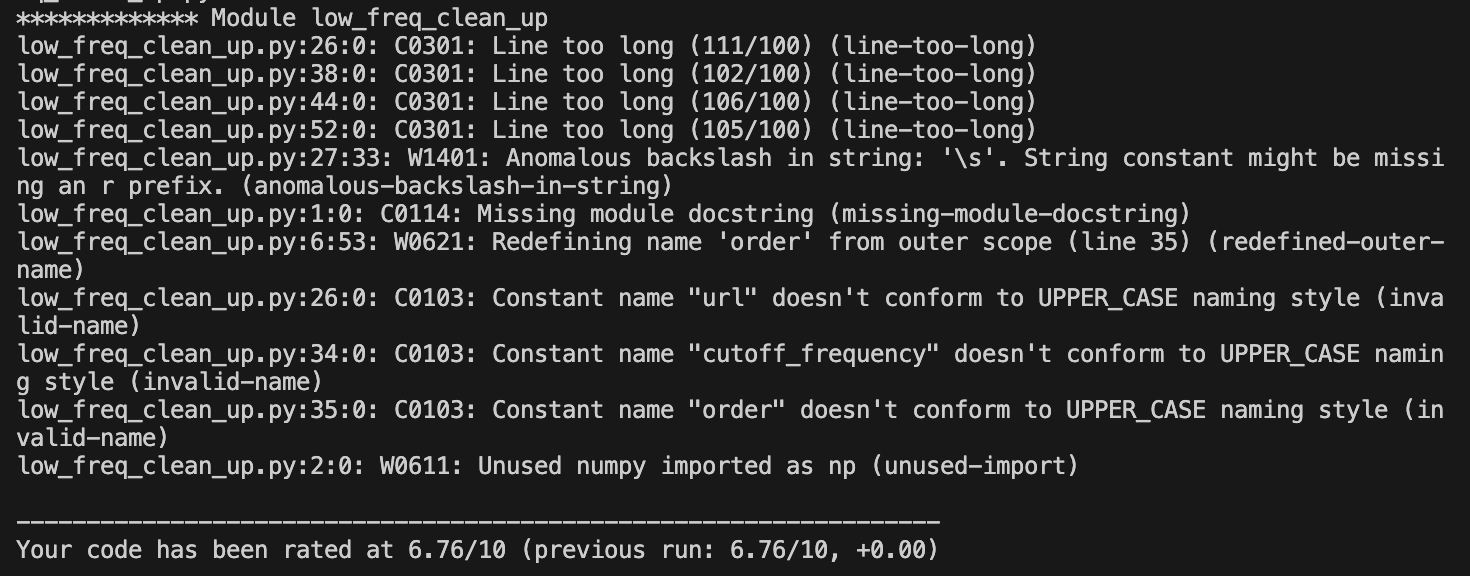 ************* Module low_freq_clean_up
low_freq_clean_up.py:26:0: C0301: Line too long (111/100) (line-too-long)
low_freq_clean_up.py:38:0: C0301: Line too long (102/100) (line-too-long)
low_freq_clean_up.py:44:0: C0301: Line too long (106/100) (line-too-long)
low_freq_clean_up.py:52:0: C0301: Line too long (105/100) (line-too-long)
low_freq_clean_up.py:27:33: W1401: Anomalous backslash in string: '\s'. String constant might be missi
ng an r prefix. (anomalous-backslash-in-string)
low_freq_clean_up.py:1:0: C0114: Missing module docstring (missing-module-docstring)
low_freq_clean_up.py:6:53: W0621: Redefining name 'order' from outer scope (line 35) (redefined-outer-
name)
low_freq_clean_up.py:26:0: C0103: Constant name "url" doesn't conform to UPPER_CASE naming style (inva
lid-name)
low_freq_clean_up.py:34:0: C0103: Constant name "cutoff_frequency" doesn't conform to UPPER_CASE namin
g style (invalid-name)
low_freq_clean_up.py:35:0: C0103: Constant name "order" doesn't conform to UPPER_CASE naming style (in
valid-name)
low_freq_clean_up.py:2:0: W0611: Unused numpy imported as np (unused-import)

------------------------------------------------------------------
Your code has been rated at 6.76/10 (previous run: 6.76/10, +0.00)